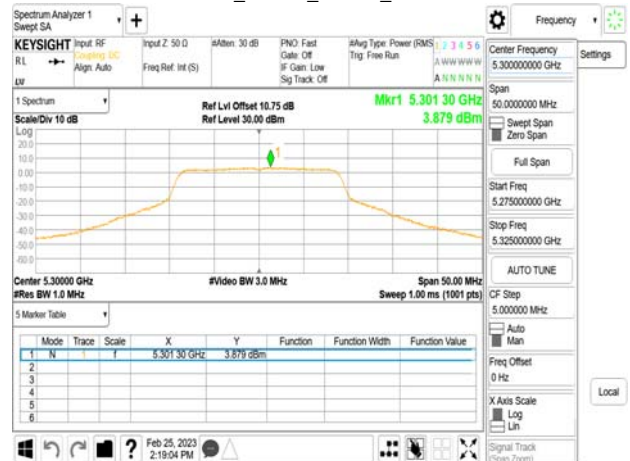 Spectrum Analyzer 1
Swept SA
Frequency
KEYSIGHT
Input: RF
Coupling: DC
Align: Auto
Input Z: 50 Ω
Freq Ref: Int (S)
#Atten: 30 dB
PNO: Fast
Gate: Off
IF Gain: Low
Sig Track: Off
#Avg Type: Power (RMS
Trig: Free Run
1 2 3 4 5 6
A W W W W W
A N N N N N
RL
Center Frequency
5.300000000 GHz
Settings
Span
50.0000000 MHz
Swept Span
Zero Span
Full Span
Start Freq
5.275000000 GHz
Stop Freq
5.325000000 GHz
AUTO TUNE
CF Step
5.000000 MHz
Auto
Man
Freq Offset
0 Hz
X Axis Scale
Log
Lin
Local
Signal Track
(Span Zoom)
1 Spectrum
Scale/Div 10 dB
Ref Lvl Offset 10.75 dB
Ref Level 30.00 dBm
Mkr1 5.301 30 GHz
3.879 dBm
Log
20.0
10.0
0.00
-10.0
-20.0
-30.0
-40.0
-50.0
-60.0
1
Center 5.30000 GHz
#Res BW 1.0 MHz
#Video BW 3.0 MHz
Span 50.00 MHz
Sweep 1.00 ms (1001 pts)
5 Marker Table
Mode Trace Scale X Y Function Function Width Function Value
1 N 1 f 5.301 30 GHz 3.879 dBm
2
3
4
5
6
Feb 25, 2023
2:19:04 PM